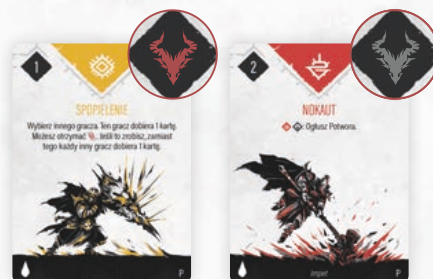 1
SPOPIELENIE
Wybierz innego gracza. Ten gracz dobiera 1 kartę.
Możesz otrzymać . Jeśli to zrobisz, zamiast
tego każdy inny gracz dobiera 1 kartę.
P
2
NOKAUT
: Ogłusz Potwora.
Impet
P